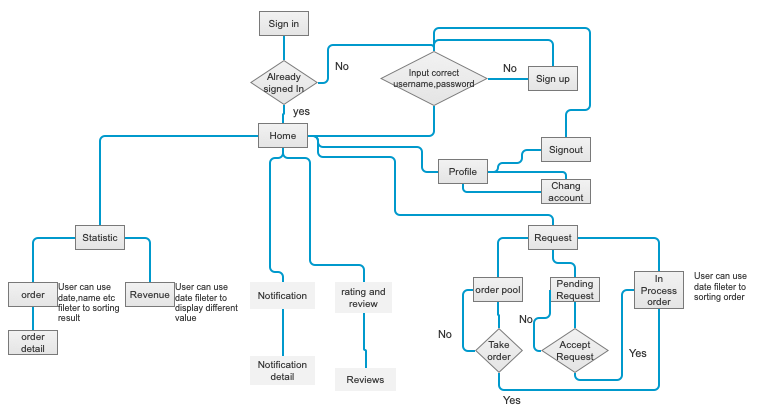 Sign in
Already
signed In
No
Input correct
username,password
No
Sign up
yes
Home
Signout
Profile
Chang
account
Statistic
Request
order
User can use
date,name etc
fileter to sorting
result
Revenue
User can use
date fileter to
display different
value
Notification
rating and
review
order pool
Pending
Request
In
Process
order
User can use
date fileter to
sorting order
order
detail
No
Take
order
No
Accept
Request
Yes
Notification
detail
Reviews
Yes